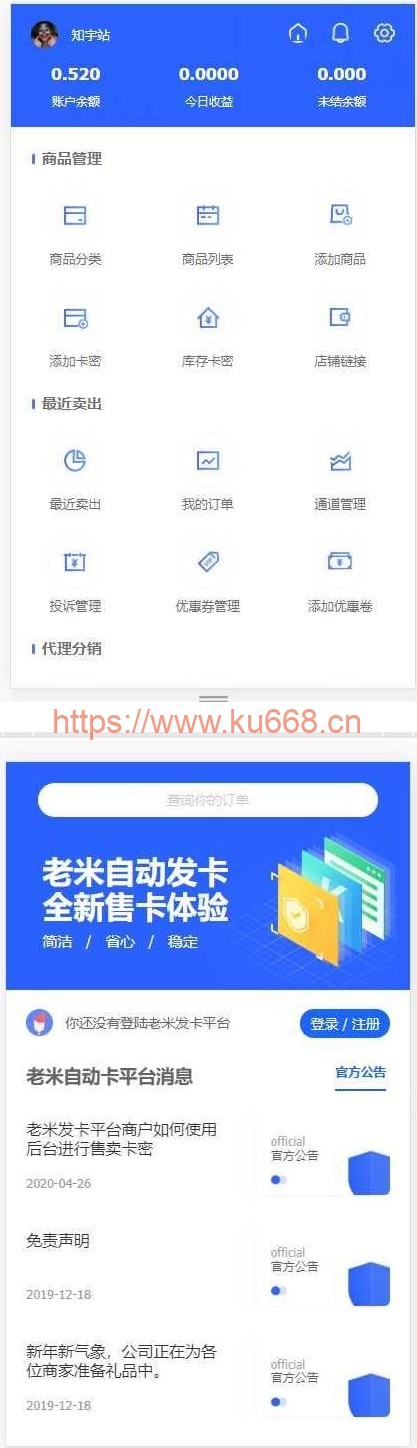 知宇站
0.520 0.0000 0.000
账户余额 今日收益 未结余额
商品管理
商品分类 商品列表 添加商品
添加卡密 库存卡密 店铺链接
最近卖出
最近卖出 我的订单 通道管理
投诉管理 优惠券管理 添加优惠卷
代理分销
https://www.ku668.cn
查询你的订单
老米自动发卡
全新售卡体验
简洁 / 省心 / 稳定
你还没有登陆老米发卡平台 登录 / 注册
老米自动卡平台消息 官方公告
老米发卡平台商户如何使用
后台进行售卖卡密
2020-04-26
official
官方公告
免责声明
2019-12-18
official
官方公告
新年新气象，公司正在为各
位商家准备礼品中。
2019-12-18
official
官方公告